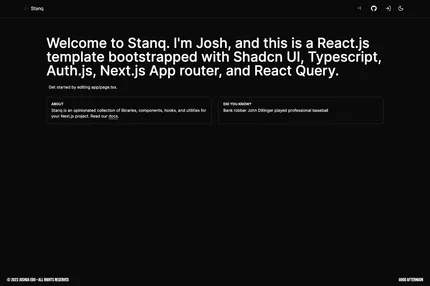 Stanq
Welcome to Stanq. I'm Josh, and this is a React.js
template bootstrapped with Shadcn UI, Typescript,
Auth.js, Next.js App router, and React Query.
Get started by editing app/page.tsx.
ABOUT
Stanq is an opinionated collection of libraries, components, hooks, and utilities for
your Next.js project. Read our docs.
DID YOU KNOW?
Bank robber John Dillinger played professional baseball
© 2023 JOSHUA EDO - ALL RIGHTS RESERVED
GOOD AFTERNOON